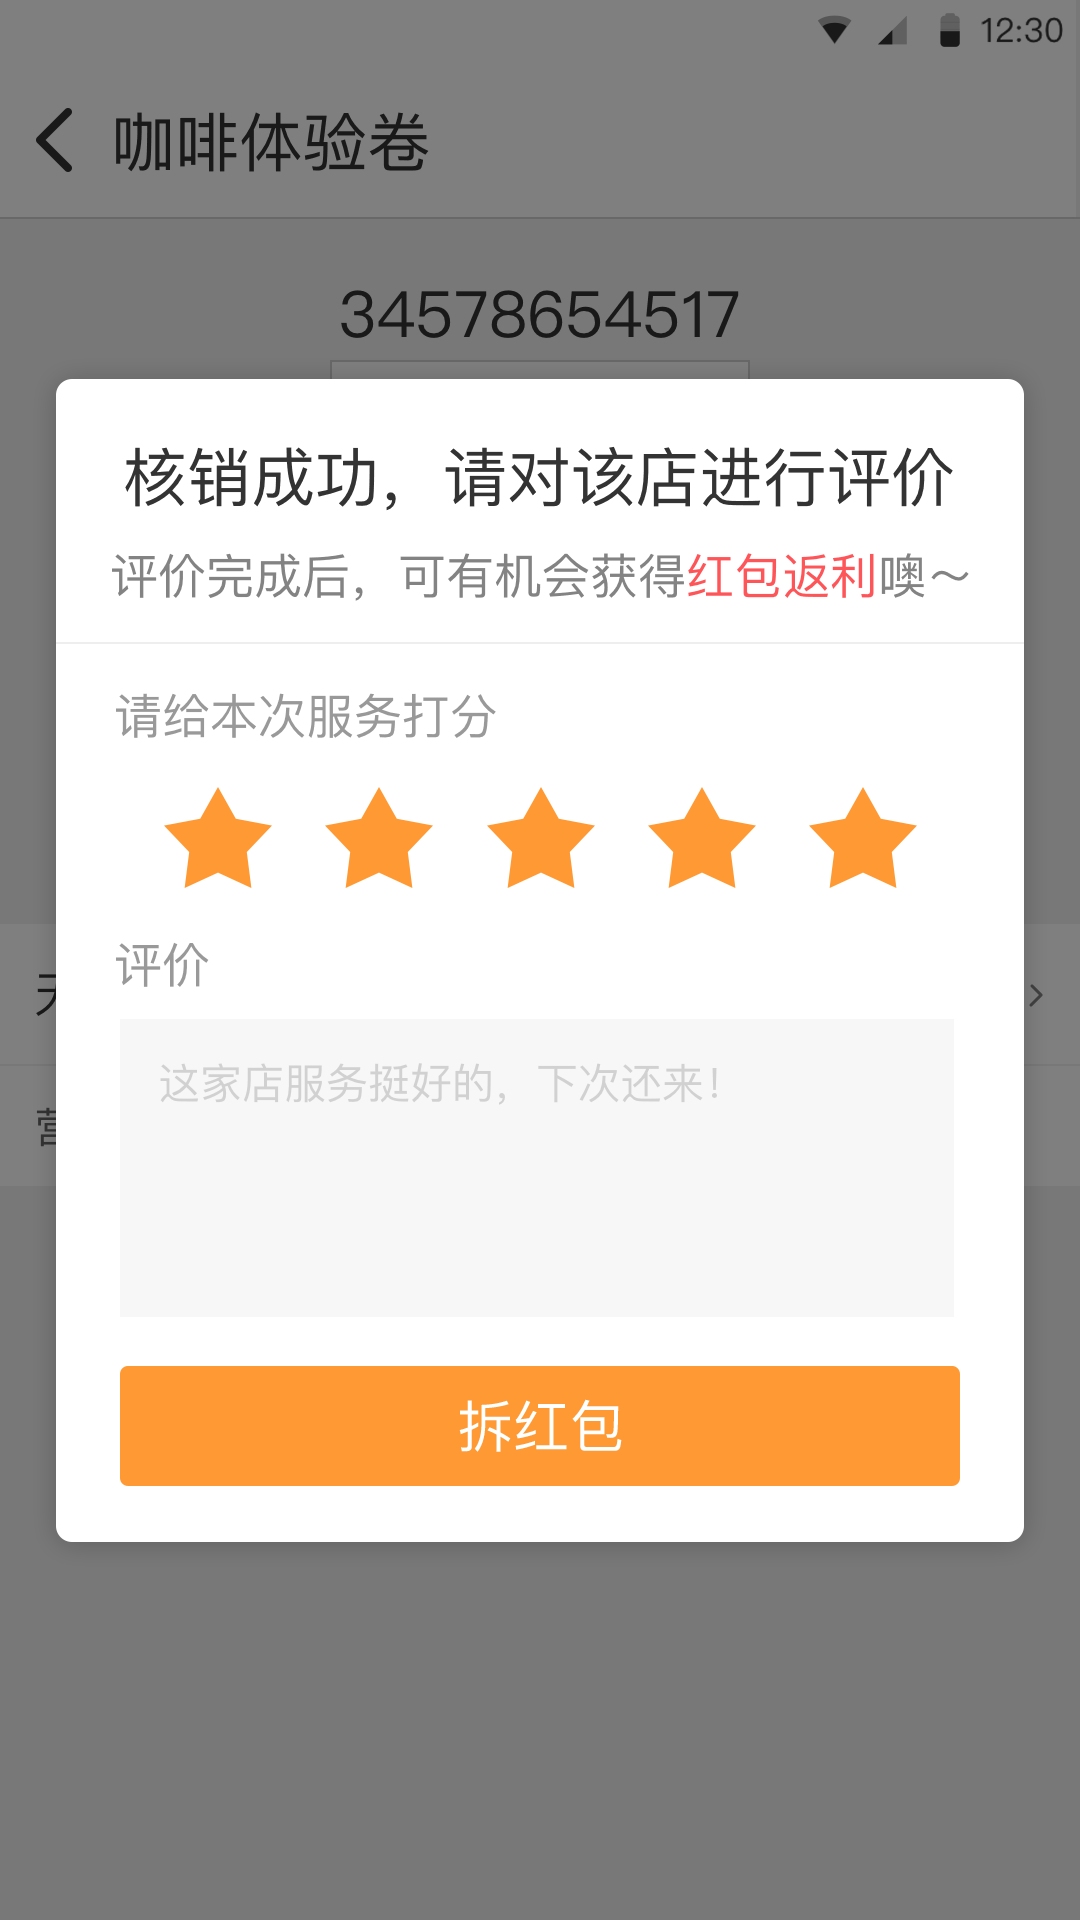 12:30
咖啡体验卷
34578654517
核销成功，请对该店进行评价
评价完成后，可有机会获得红包返利噢～
请给本次服务打分
评价
这家店服务挺好的，下次还来！
拆红包